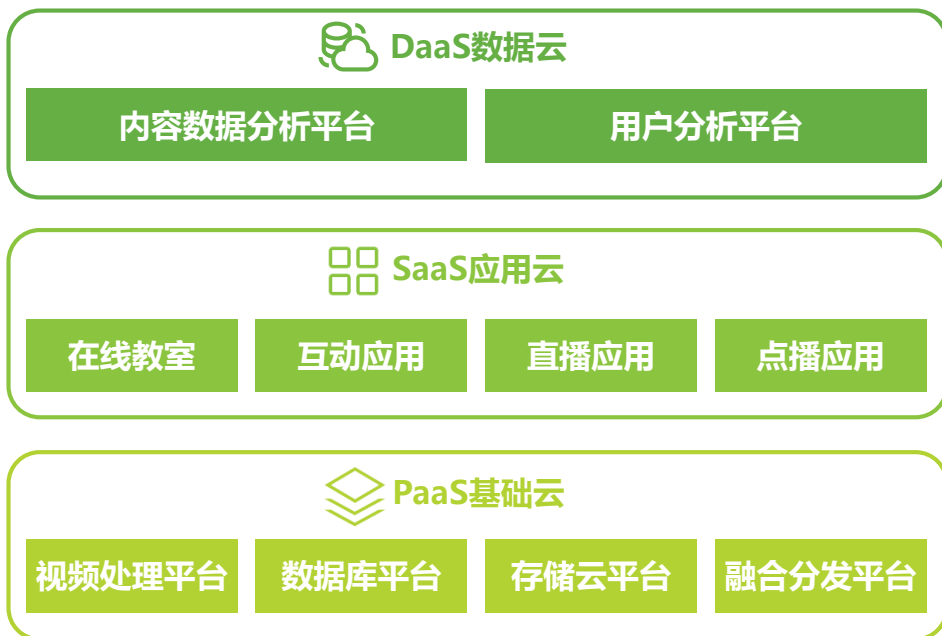 DaaS数据云
内容数据分析平台 用户分析平台
SaaS应用云
在线教室 互动应用 直播应用 点播应用
PaaS基础云
视频处理平台 数据库平台 存储云平台 融合分发平台